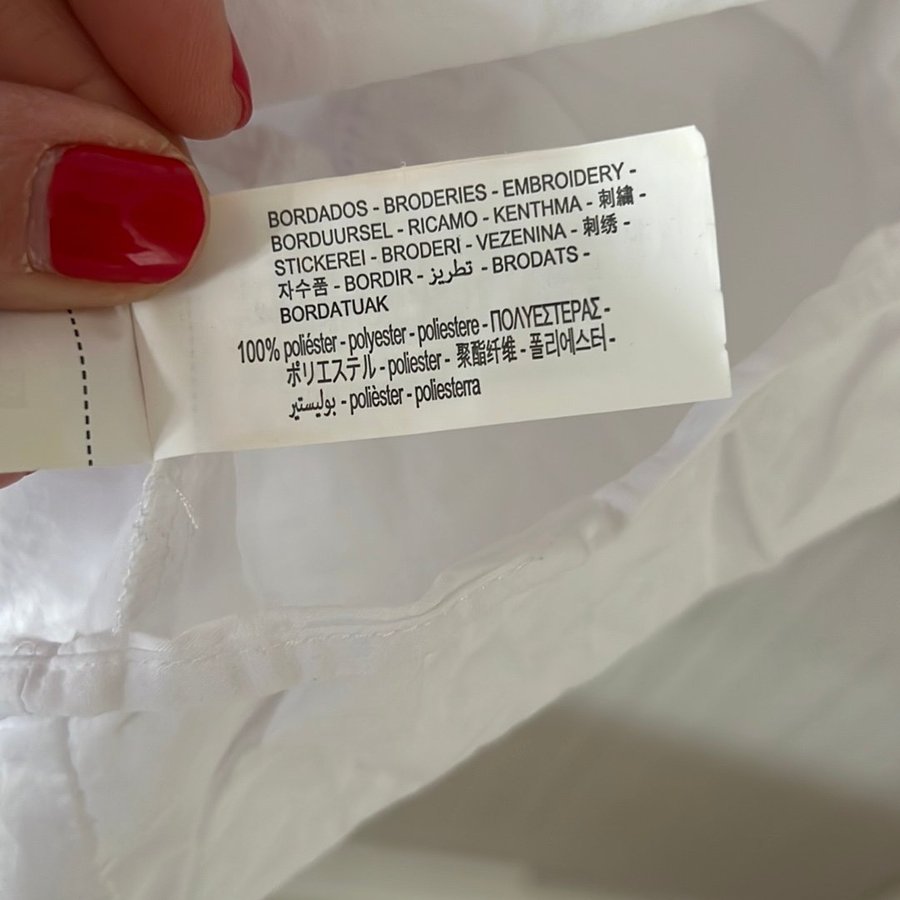 BORDADOS - BRODERIES - EMBROIDERY -
BORDUURSEL - RICAMO - KENTHMA - 刺繍 -
STICKEREI - BRODERI - VEZENINA - 刺绣 -
자수품 - BORDIR - تطريز - BRODATS -
BORDATUAK
100% poliéster - polyester - poliestere - ΠΟΛΥΕΣΤΕΡΑΣ -
ポリエステル - poliester - 聚酯纤维 - 폴리에스터 -
بوليستير - polièster - poliesterra